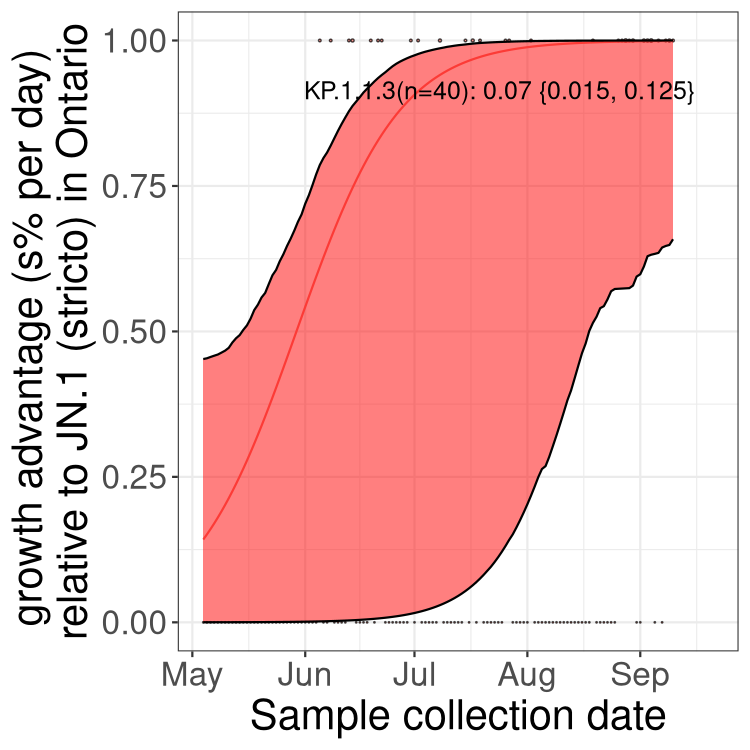 growth advantage (s% per day)
relative to JN.1 (stricto) in Ontario
1.00
0.75
0.50
0.25
0.00
KP.1.1.3(n=40): 0.07 {0.015, 0.125}
May Jun Jul Aug Sep
Sample collection date